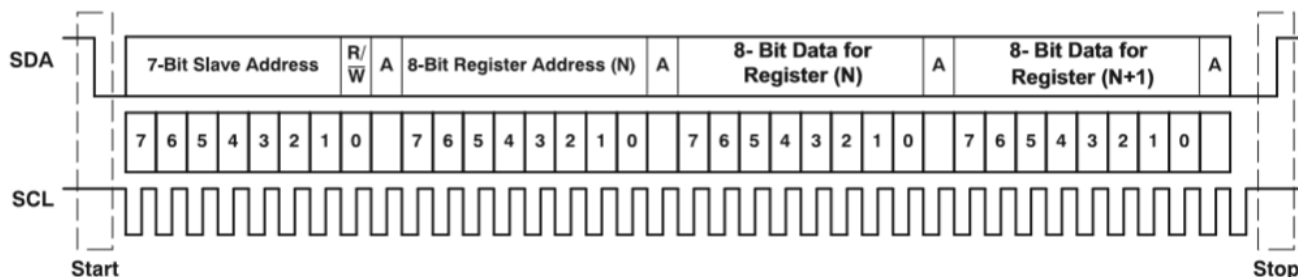 SDA
7-Bit Slave Address
R/
W
A
8-Bit Register Address (N)
A
8- Bit Data for
Register (N)
A
8- Bit Data for
Register (N+1)
A
7 6 5 4 3 2 1 0 7 6 5 4 3 2 1 0 7 6 5 4 3 2 1 0 7 6 5 4 3 2 1 0
SCL
Start
Stop